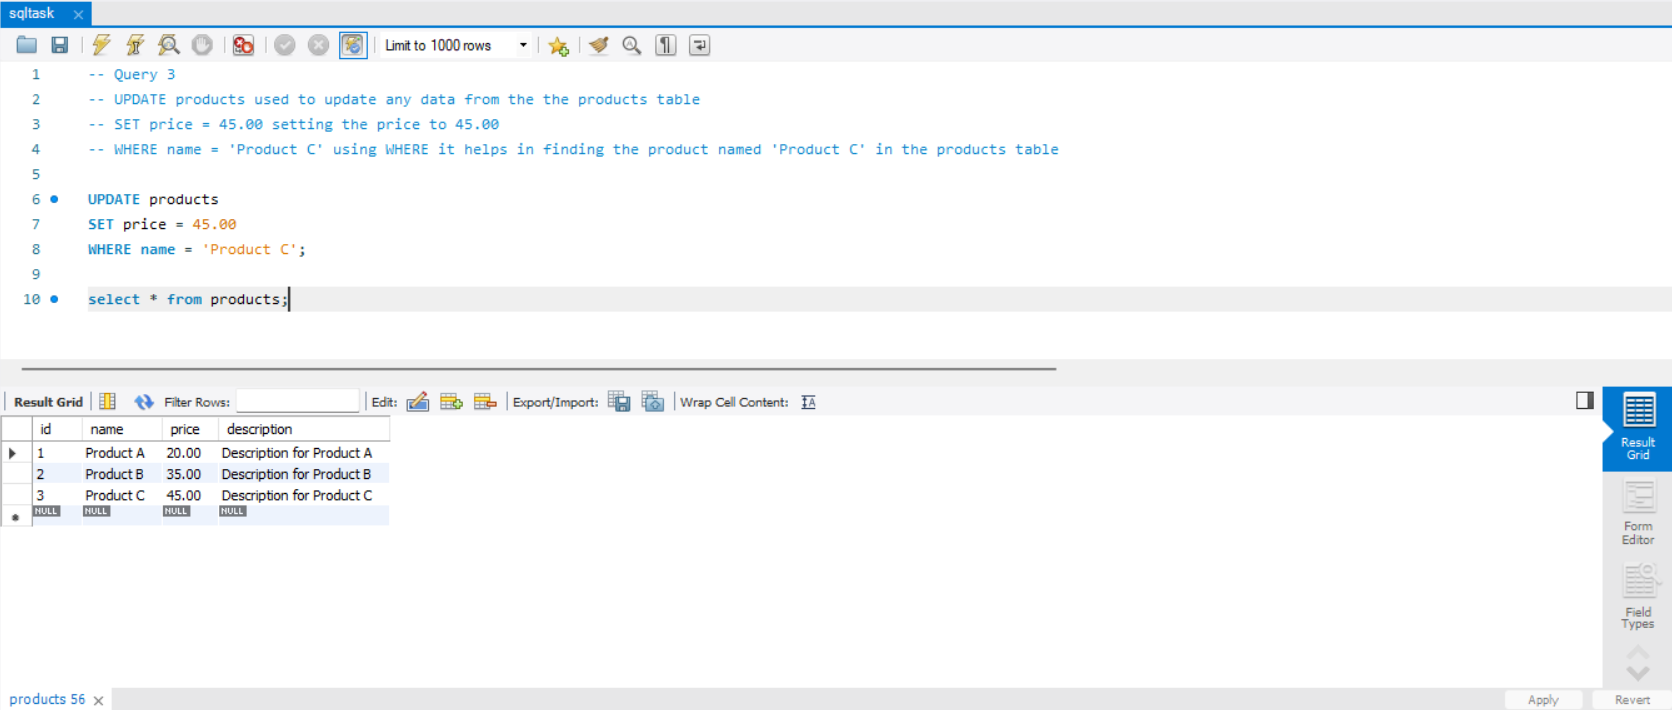 sqltask
Limit to 1000 rows
1 -- Query 3
2 -- UPDATE products used to update any data from the the products table
3 -- SET price = 45.00 setting the price to 45.00
4 -- WHERE name = 'Product C' using WHERE it helps in finding the product named 'Product C' in the products table
5
6 UPDATE products
7 SET price = 45.00
8 WHERE name = 'Product C';
9
10 select * from products;
Result Grid Filter Rows: Edit: Export/Import: Wrap Cell Content:
id name price description
1 Product A 20.00 Description for Product A
2 Product B 35.00 Description for Product B
3 Product C 45.00 Description for Product C
NULL NULL NULL NULL
Result
Grid
Form
Editor
Field
Types
products 56 Apply Revert